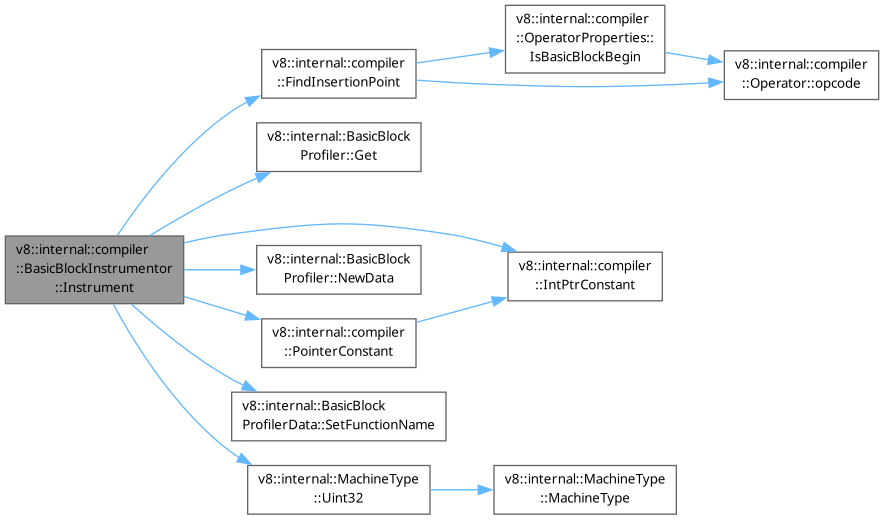 v8::internal::compiler
::OperatorProperties::
IsBasicBlockBegin
v8::internal::compiler
::FindInsertionPoint
v8::internal::compiler
::Operator::opcode
v8::internal::BasicBlock
Profiler::Get
v8::internal::compiler
::BasicBlockInstrumentor
::Instrument
v8::internal::BasicBlock
Profiler::NewData
v8::internal::compiler
::IntPtrConstant
v8::internal::compiler
::PointerConstant
v8::internal::BasicBlock
ProfilerData::SetFunctionName
v8::internal::MachineType
::Uint32
v8::internal::MachineType
::MachineType